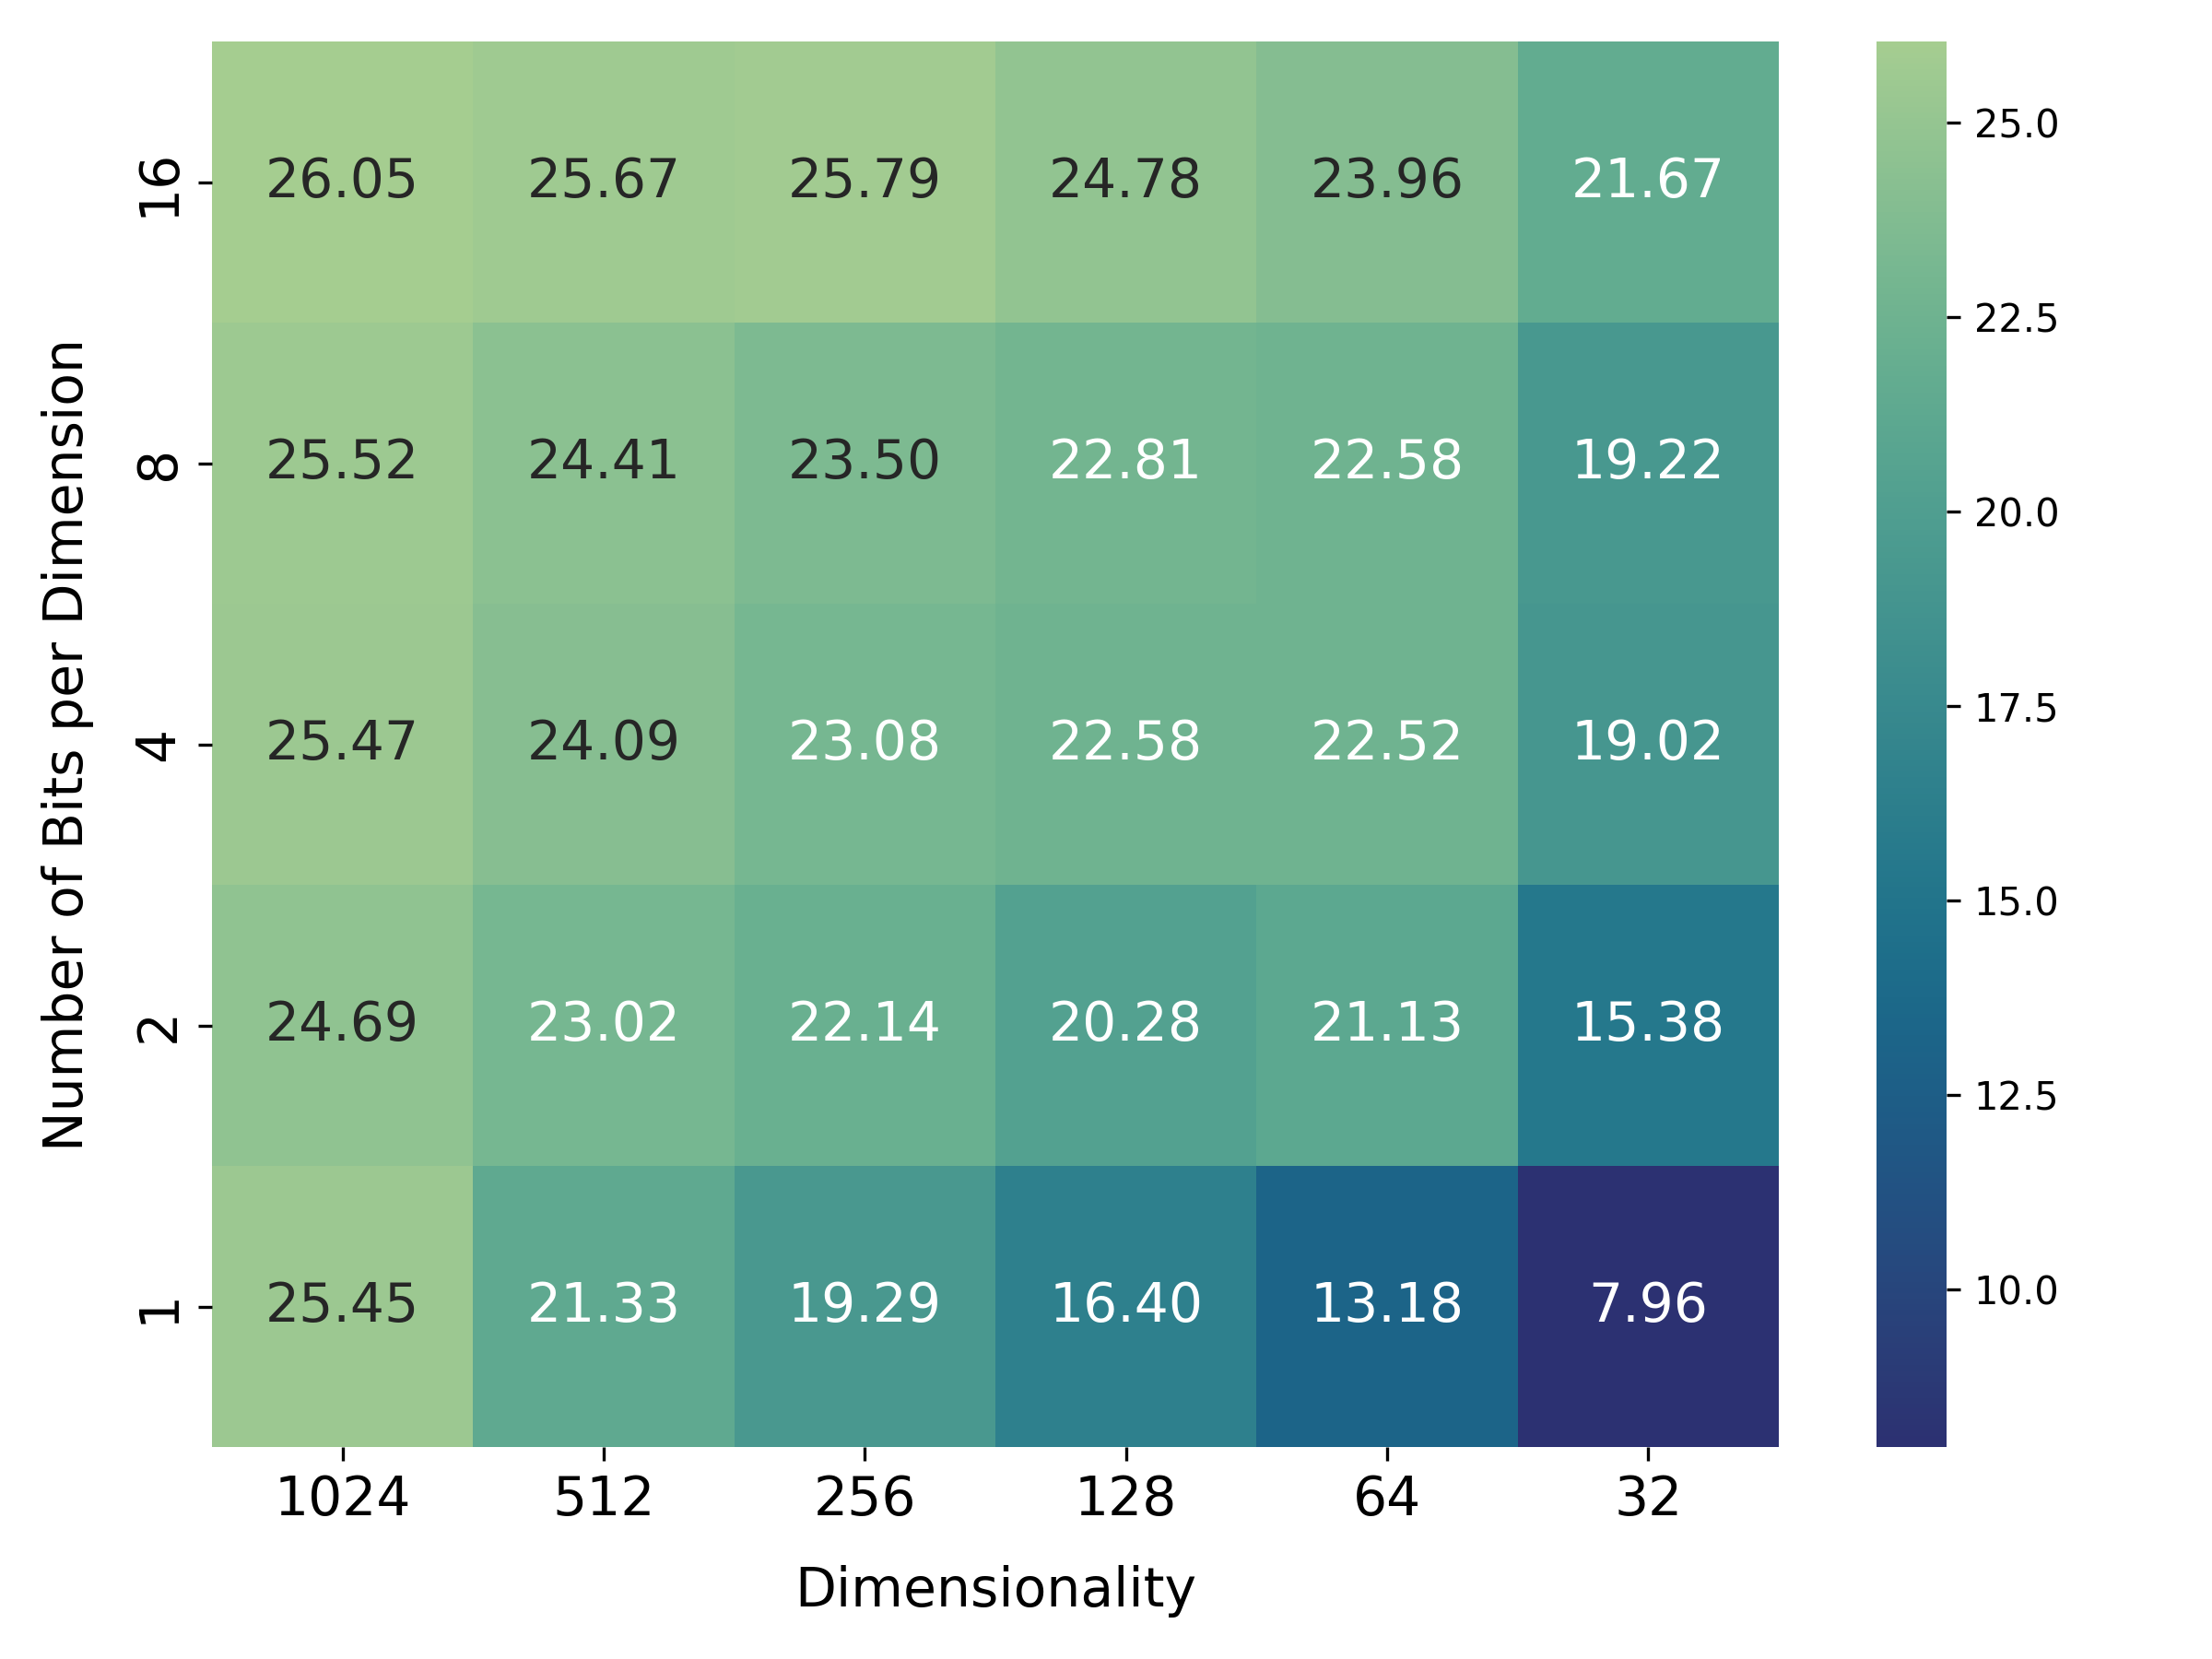 Number of Bits per Dimension
16 26.05 25.67 25.79 24.78 23.96 21.67
8 25.52 24.41 23.50 22.81 22.58 19.22
4 25.47 24.09 23.08 22.58 22.52 19.02
2 24.69 23.02 22.14 20.28 21.13 15.38
1 25.45 21.33 19.29 16.40 13.18 7.96
1024 512 256 128 64 32
Dimensionality
25.0
22.5
20.0
17.5
15.0
12.5
10.0